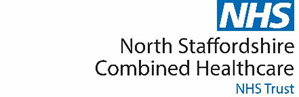 NHS
North Staffordshire
Combined Healthcare
NHS Trust